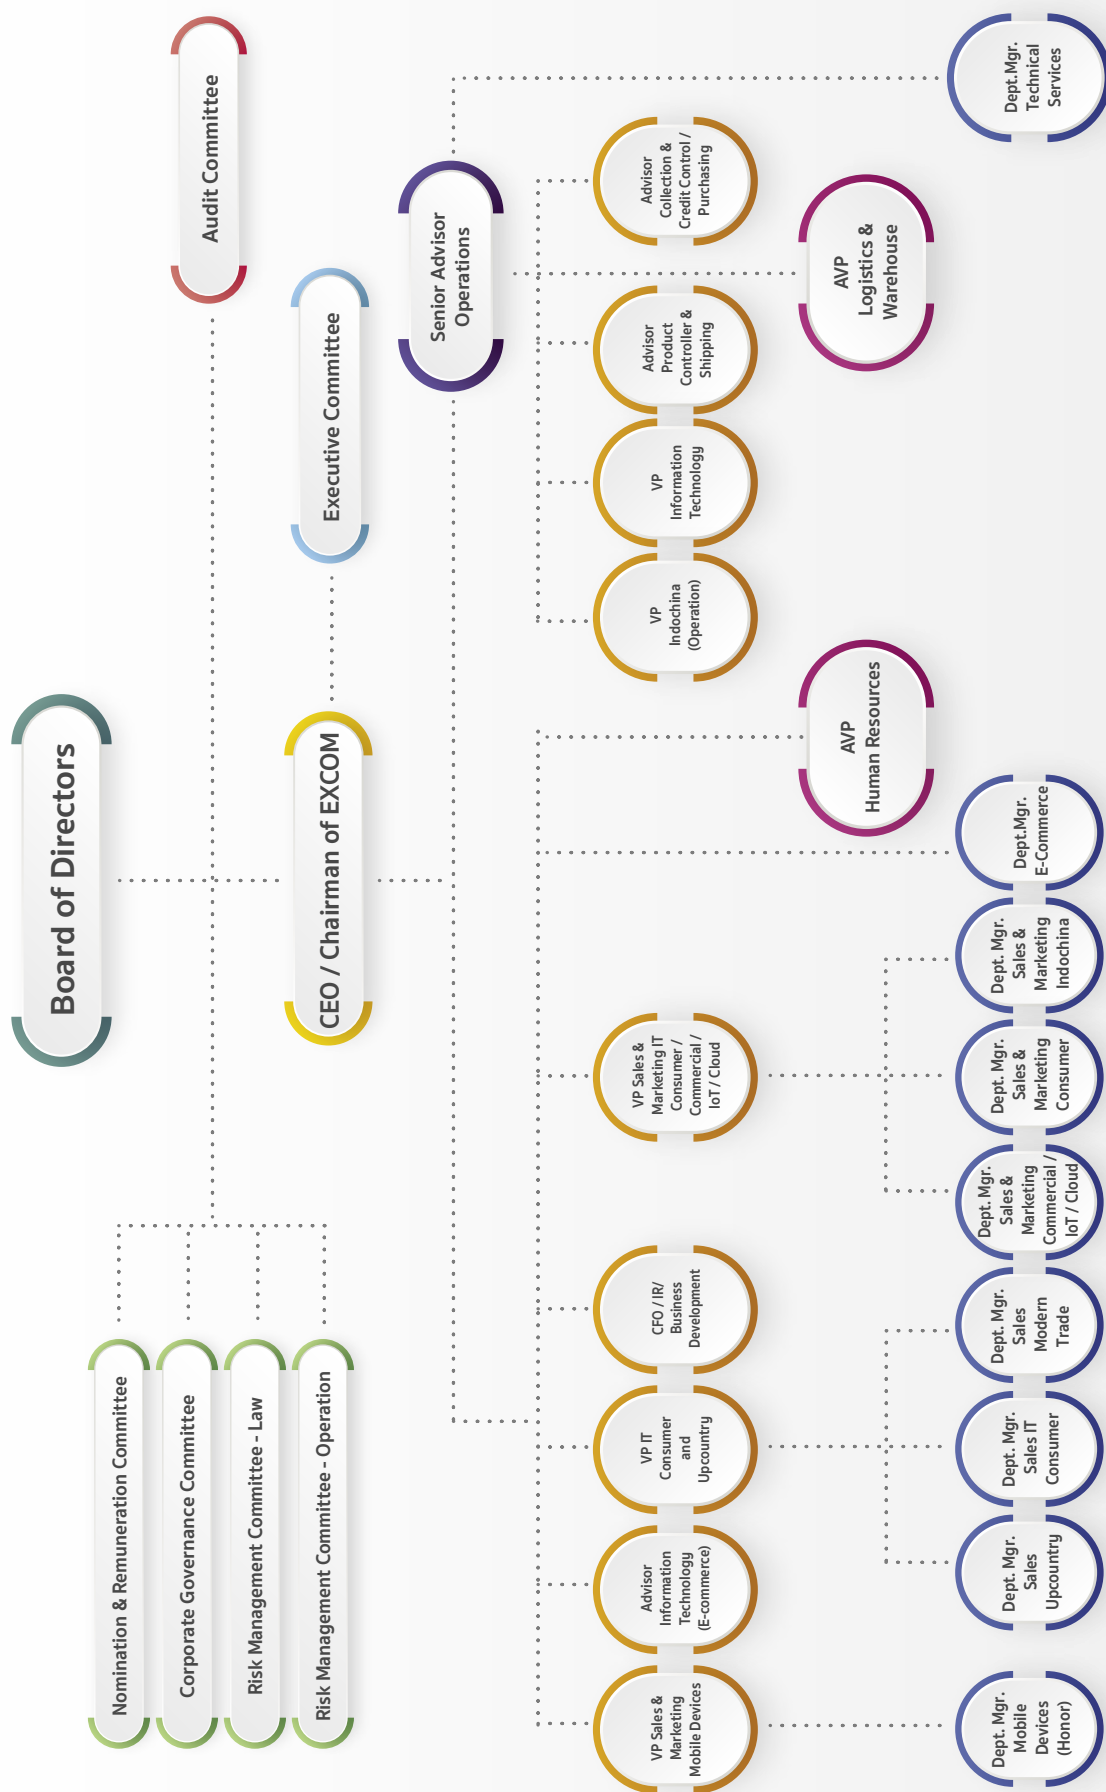 Board of Directors
Nomination & Remuneration Committee
Corporate Governance Committee
Risk Management Committee - Law
Risk Management Committee - Operation
Audit Committee
CEO / Chairman of EXCOM
Executive Committee
Senior Advisor
Operations
VP Sales &
Marketing
Mobile Devices
Advisor
Information
Technology
(E-commerce)
VP IT
Consumer
and
Upcountry
CFO / IR/
Business
Development
VP Sales &
Marketing IT
Consumer /
Commercial /
IoT / Cloud
VP
Indochina
(Operation)
VP
Information
Technology
Advisor
Product
Controller &
Shipping
Advisor
Collection &
Credit Control /
Purchasing
AVP
Human Resources
AVP
Logistics &
Warehouse
Dept. Mgr.
Mobile
Devices
(Honor)
Dept. Mgr.
Sales
Upcountry
Dept. Mgr.
Sales IT
Consumer
Dept. Mgr.
Sales
Modern
Trade
Dept. Mgr.
Sales &
Marketing
Commercial /
IoT / Cloud
Dept. Mgr.
Sales &
Marketing
Consumer
Dept. Mgr.
Sales &
Marketing
Indochina
Dept.Mgr.
E-Commerce
Dept.Mgr.
Technical
Services